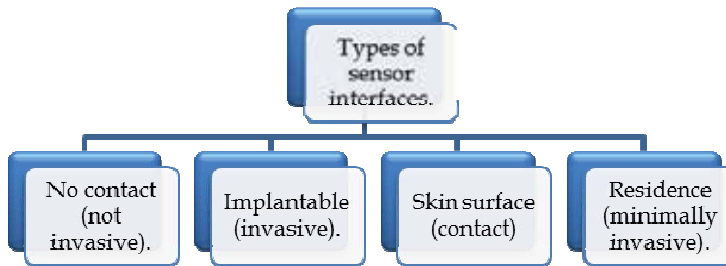 Types of
sensor
interfaces.
No contact
(not
invasive).
Implantable
(invasive).
Skin surface
(contact)
Residence
(minimally
invasive).